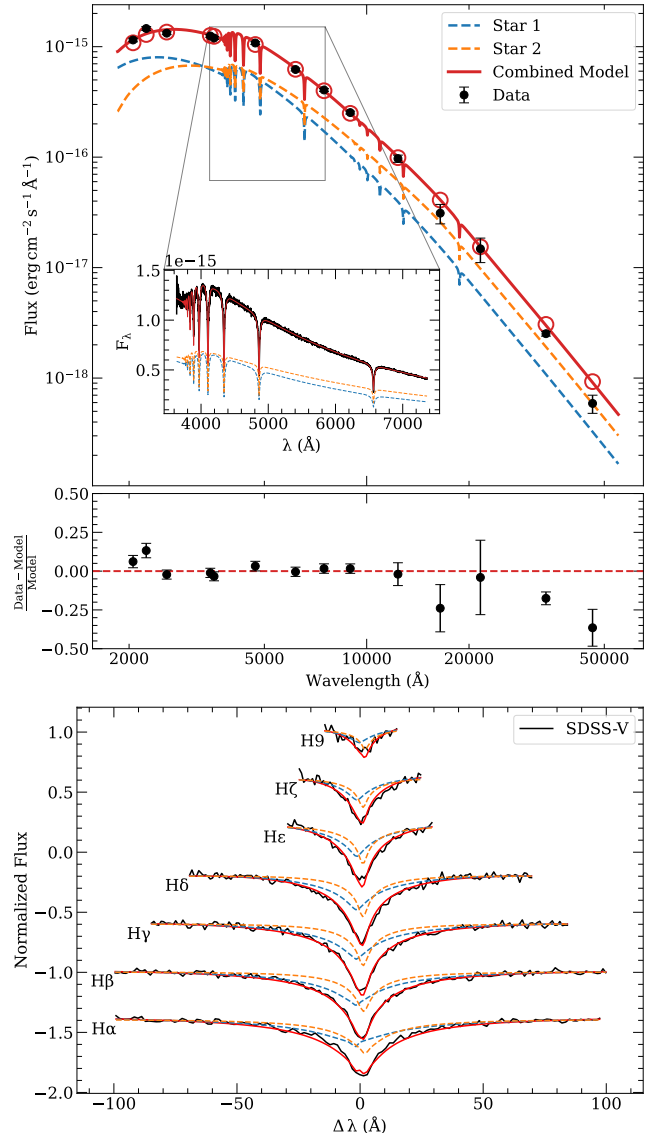 10⁻¹⁵
10⁻¹⁶
10⁻¹⁷
10⁻¹⁸
Flux (erg cm⁻² s⁻¹ Å⁻¹)
Star 1
Star 2
Combined Model
Data
1e−15
1.5
1.0
0.5
F_λ
4000 5000 6000 7000
λ (Å)
0.50
0.25
0.00
−0.25
−0.50
Data − Model
Model
2000 5000 10000 20000 50000
Wavelength (Å)
SDSS-V
1.0
0.5
0.0
−0.5
−1.0
−1.5
−2.0
Normalized Flux
H9
Hζ
Hε
Hδ
Hγ
Hβ
Hα
−100 −50 0 50 100
Δ λ (Å)